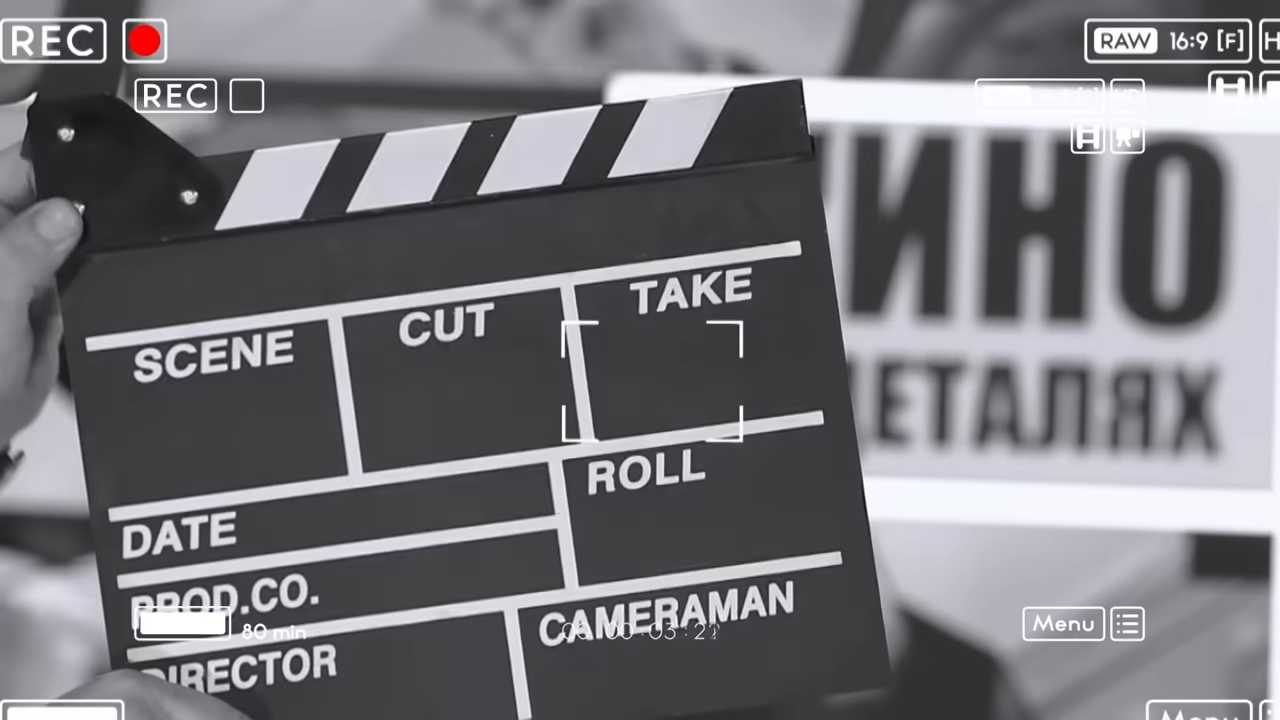 REC
RAW 16:9 [F] H
REC
SCENE CUT TAKE
ROLL
DATE
PROD.CO.
CAMERAMAN
DIRECTOR
80 min
Menu
ИНО
ЕТАЛЯХ